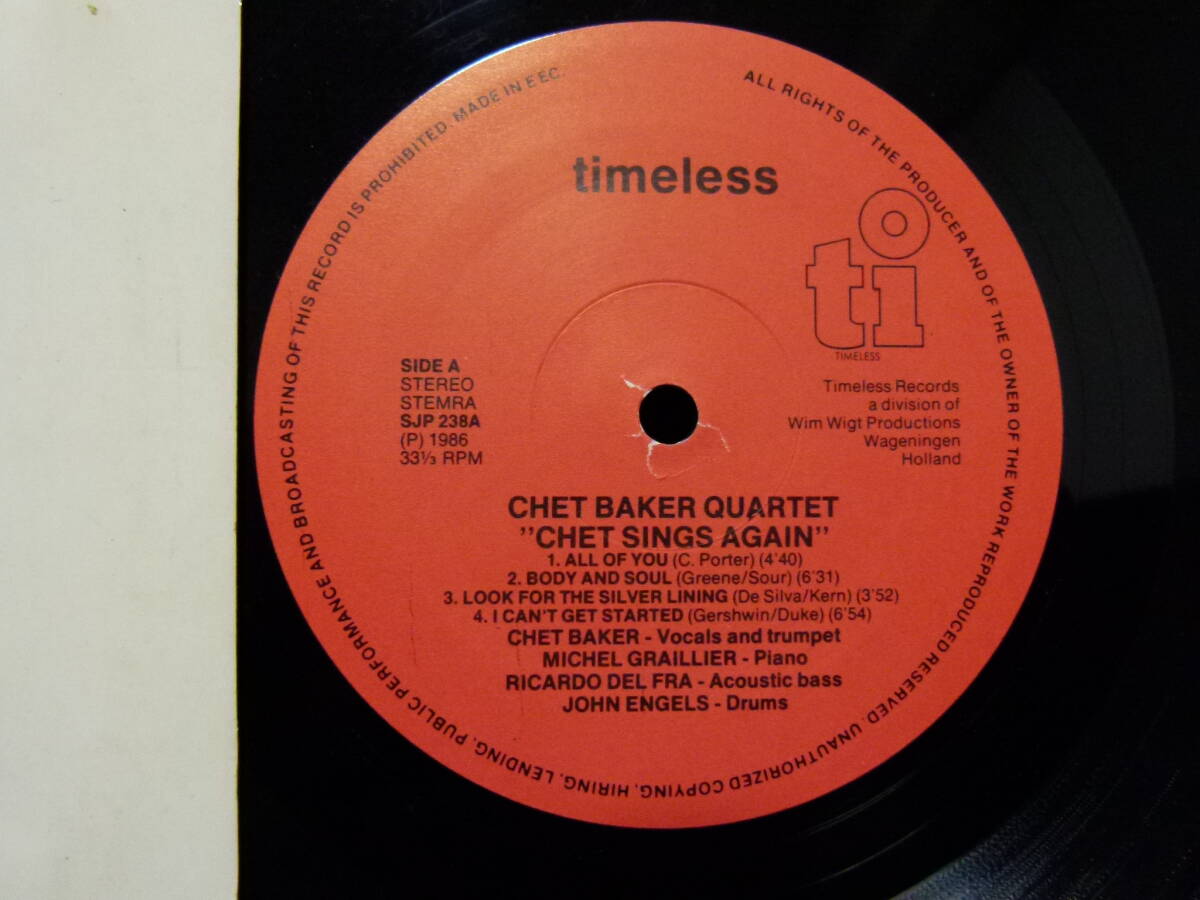 timeless
ti
TIMELESS
SIDE A
STEREO
STEMRA
SJP 238A
(P) 1986
33⅓ RPM
Timeless Records
a division of
Wim Wigt Productions
Wageningen
Holland
CHET BAKER QUARTET
"CHET SINGS AGAIN"
1. ALL OF YOU (C. Porter) (4'40)
2. BODY AND SOUL (Greene/Sour) (6'31)
3. LOOK FOR THE SILVER LINING (De Silva/Kern) (3'52)
4. I CAN'T GET STARTED (Gershwin/Duke) (6'54)
CHET BAKER - Vocals and trumpet
MICHEL GRAILLIER - Piano
RICARDO DEL FRA - Acoustic bass
JOHN ENGELS - Drums
ALL RIGHTS OF THE PRODUCER AND OF THE OWNER OF THE WORK REPRODUCED RESERVED. UNAUTHORIZED COPYING, HIRING, LENDING, PUBLIC PERFORMANCE AND BROADCASTING OF THIS RECORD IS PROHIBITED. MADE IN EEC.